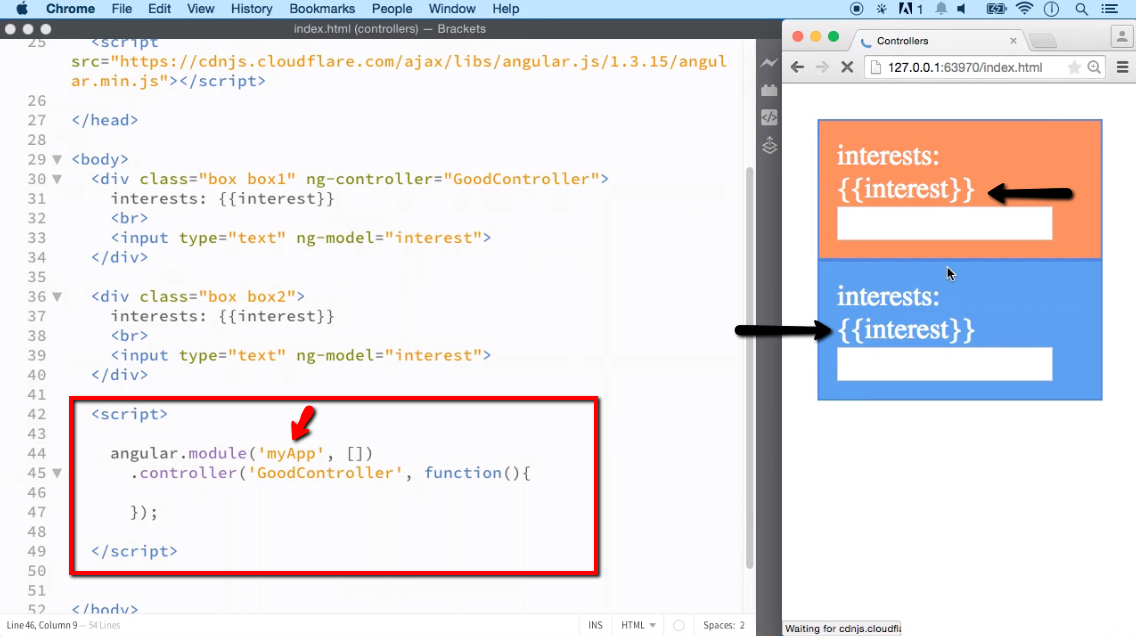 Chrome File Edit View History Bookmarks People Window Help
1
index.html (controllers) — Brackets
25 <script
src="https://cdnjs.cloudflare.com/ajax/libs/angular.js/1.3.15/angul
ar.min.js"></script>
26
27 </head>
28
29 <body>
30 <div class="box box1" ng-controller="GoodController">
31 interests: {{interest}}
32 <br>
33 <input type="text" ng-model="interest">
34 </div>
35
36 <div class="box box2">
37 interests: {{interest}}
38 <br>
39 <input type="text" ng-model="interest">
40 </div>
41
42 <script>
43
44 angular.module('myApp', [])
45 .controller('GoodController', function(){
46
47 });
48
49 </script>
50
51
52 </body>
Line 46, Column 9 — 54 Lines
INS HTML Spaces: 2
Controllers
127.0.0.1:63970/index.html
interests:
{{interest}}
interests:
{{interest}}
Waiting for cdnjs.cloudfla